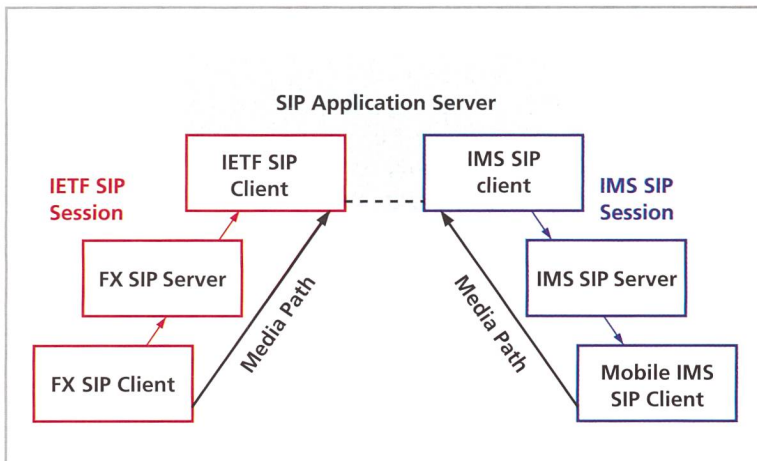 SIP Application Server
IETF SIP
Client
IMS SIP
client
IETF SIP
Session
IMS SIP
Session
FX SIP Server
IMS SIP Server
Media Path
Media Path
FX SIP Client
Mobile IMS
SIP Client